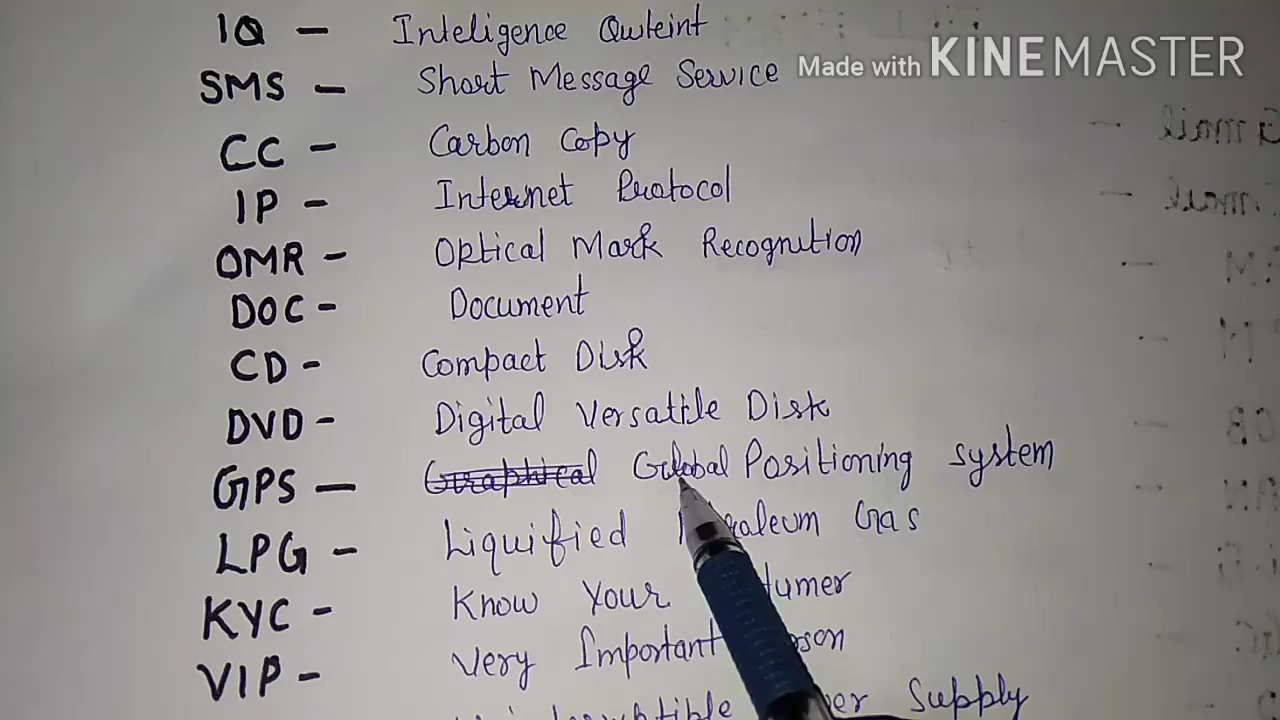 IQ - Inteligence Qwteint
Made with KINEMASTER
SMS - Short Message Service
CC - Carbon Copy
IP - Internet Protocol
OMR - Optical Mark Recognition
DOC - Document
CD - Compact Disk
DVD - Digital Versatile Disk
GPS - Graphical Global Positioning system
LPG - Liquified Gas
KYC - Know Your
VIP - Very Important
Supply